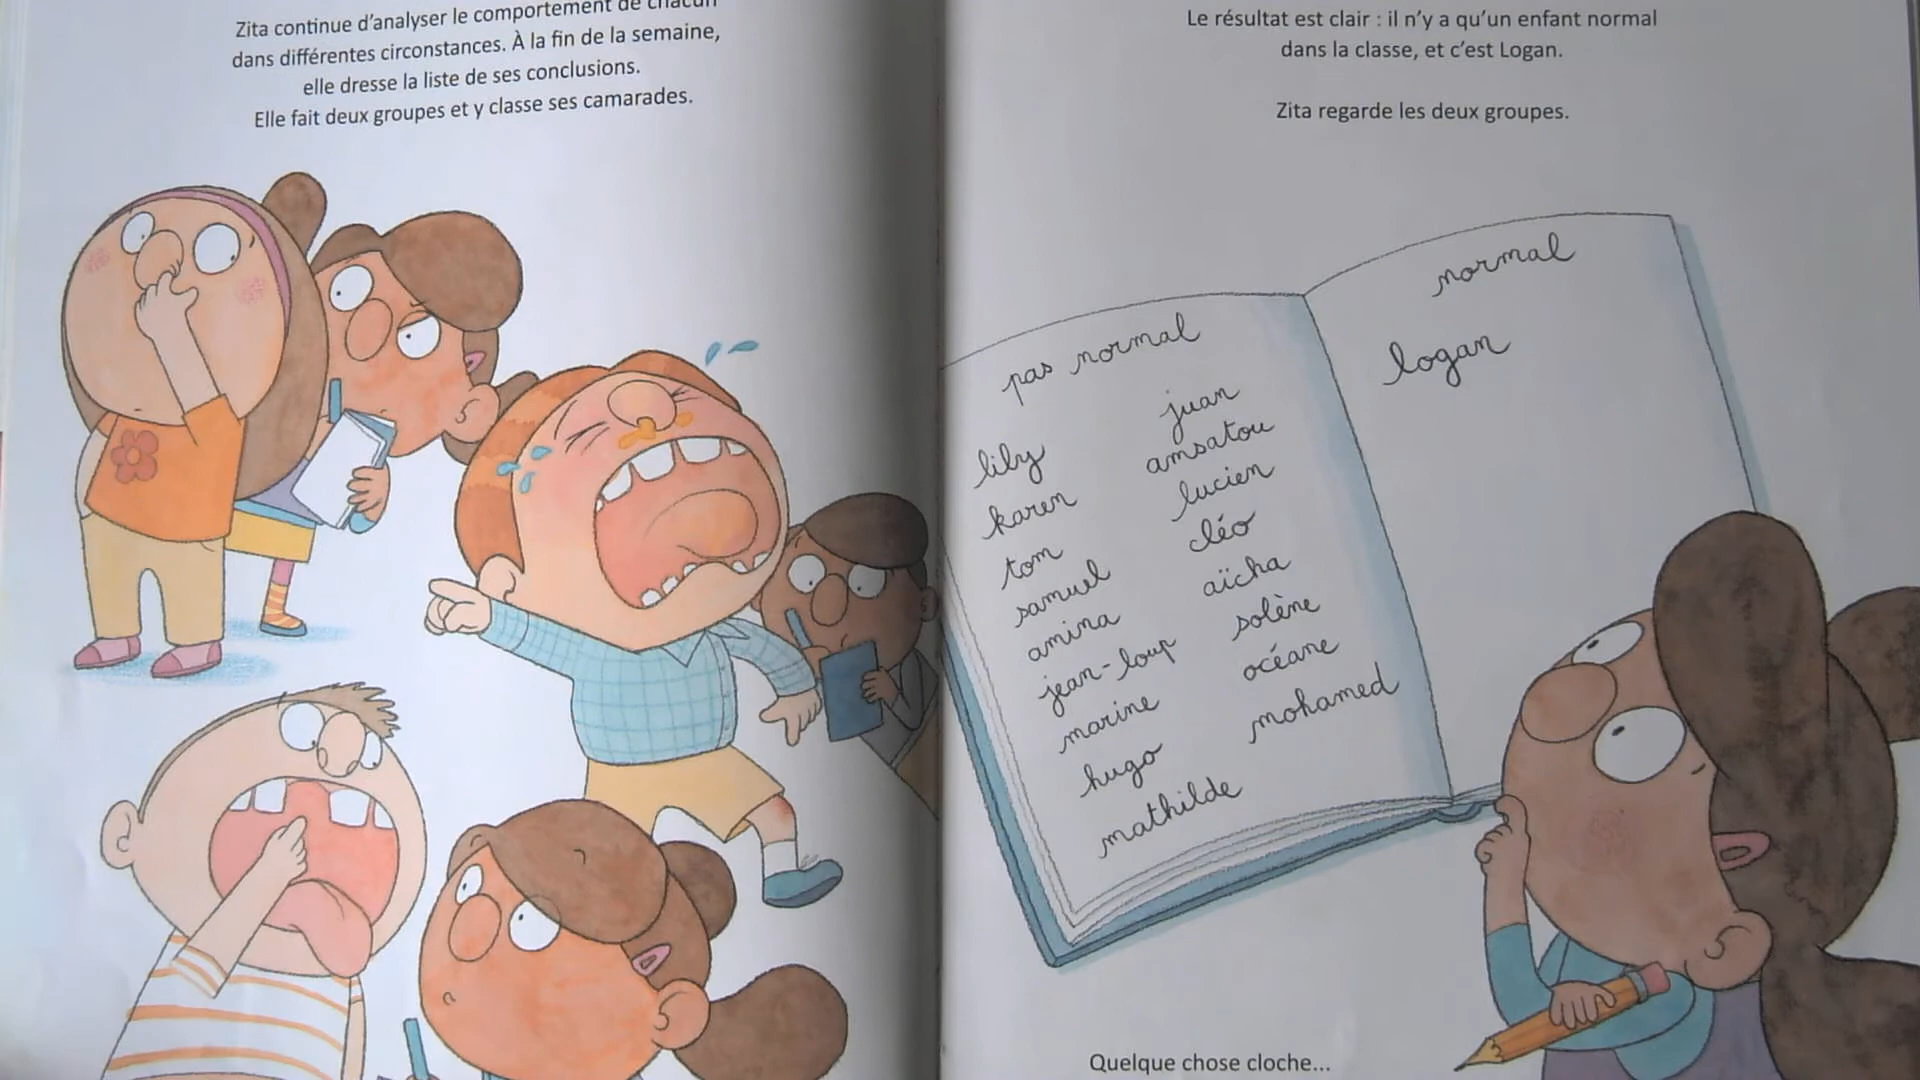 Zita continue d'analyser le comportement de chacun
dans différentes circonstances. À la fin de la semaine,
elle dresse la liste de ses conclusions.
Elle fait deux groupes et y classe ses camarades.
Le résultat est clair : il n'y a qu'un enfant normal
dans la classe, et c'est Logan.
Zita regarde les deux groupes.
pas normal
lily
karen
tom
samuel
amina
jean-loup
marine
hugo
mathilde
juan
amsatou
lucien
cléo
aïcha
solène
océane
mohamed
normal
logan
Quelque chose cloche...